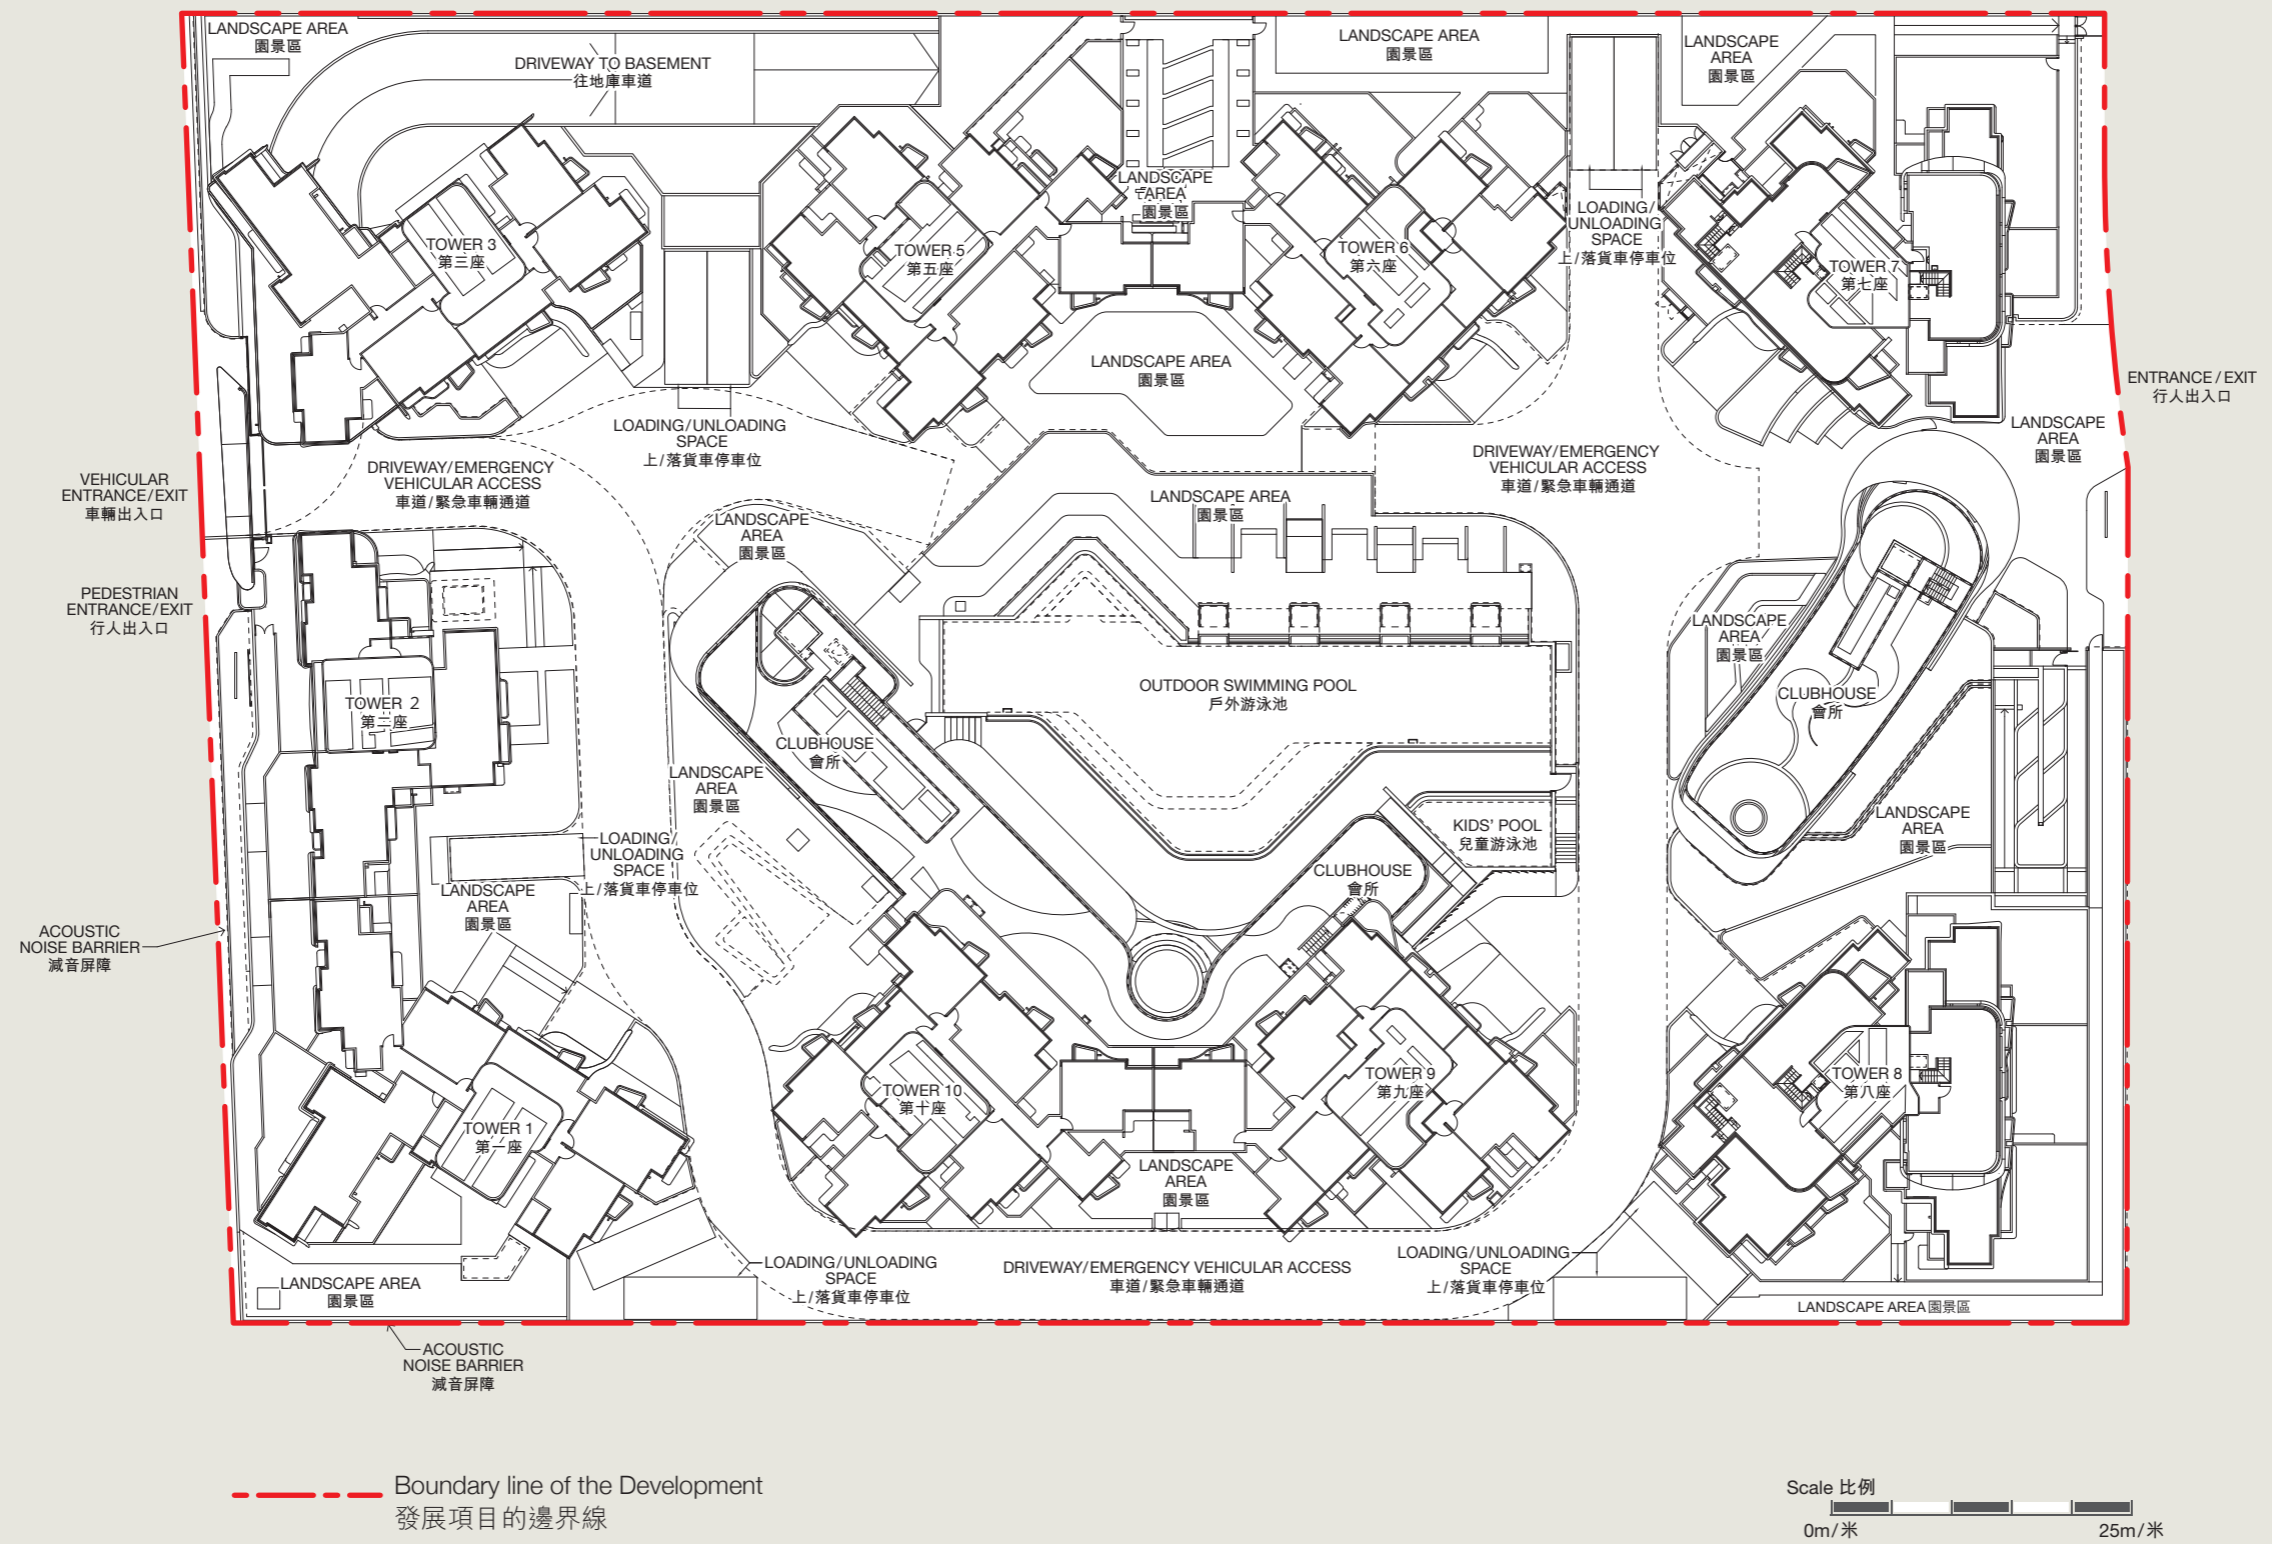 LANDSCAPE AREA
園景區
DRIVEWAY TO BASEMENT
往地庫車道
LANDSCAPE AREA
園景區
LANDSCAPE
AREA
園景區
LANDSCAPE
AREA
園景區
TOWER 3
第三座
TOWER 5
第五座
TOWER 6
第六座
LOADING/
UNLOADING
SPACE
上/落貨車停車位
TOWER 7
第七座
LANDSCAPE AREA
園景區
ENTRANCE/EXIT
行人出入口
LOADING/UNLOADING
SPACE
上/落貨車停車位
LANDSCAPE
AREA
園景區
VEHICULAR
ENTRANCE/EXIT
車輛出入口
DRIVEWAY/EMERGENCY
VEHICULAR ACCESS
車道/緊急車輛通道
DRIVEWAY/EMERGENCY
VEHICULAR ACCESS
車道/緊急車輛通道
LANDSCAPE AREA
園景區
LANDSCAPE
AREA
園景區
PEDESTRIAN
ENTRANCE/EXIT
行人出入口
LANDSCAPE
AREA
園景區
TOWER 2
第二座
OUTDOOR SWIMMING POOL
戶外游泳池
CLUBHOUSE
會所
CLUBHOUSE
會所
LANDSCAPE
AREA
園景區
LANDSCAPE
AREA
園景區
KIDS' POOL
兒童游泳池
LOADING/
UNLOADING
SPACE
上/落貨車停車位
CLUBHOUSE
會所
LANDSCAPE
AREA
園景區
ACOUSTIC
NOISE BARRIER
減音屏障
TOWER 10
第十座
TOWER 9
第九座
TOWER 8
第八座
TOWER 1
第一座
LANDSCAPE
AREA
園景區
LOADING/UNLOADING
SPACE
上/落貨車停車位
DRIVEWAY/EMERGENCY VEHICULAR ACCESS
車道/緊急車輛通道
LOADING/UNLOADING
SPACE
上/落貨車停車位
LANDSCAPE AREA
園景區
LANDSCAPE AREA園景區
ACOUSTIC
NOISE BARRIER
減音屏障
Boundary line of the Development
發展項目的邊界線
Scale 比例
0m/米 25m/米